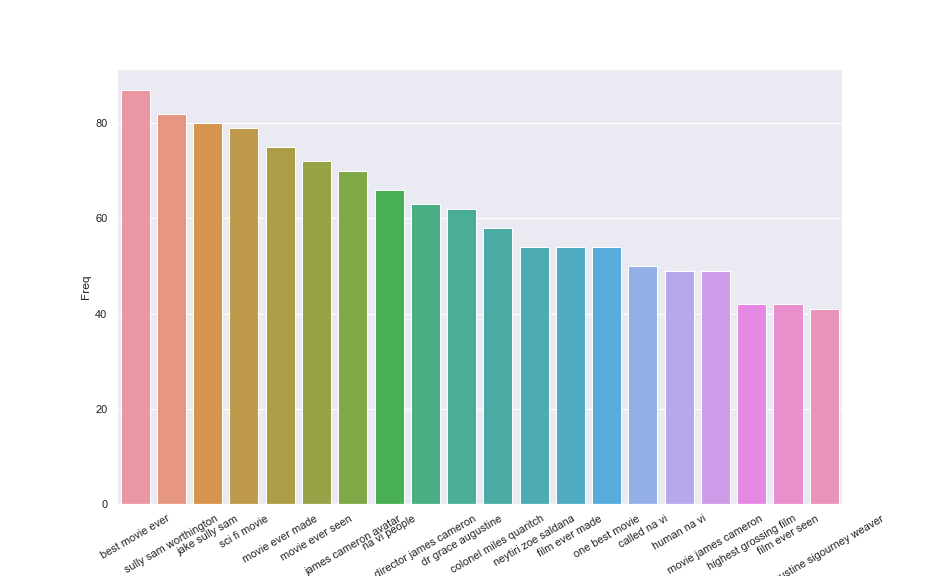 80
60
Freq
40
20
0
best movie ever
sully sam worthington
jake sully sam
sci fi movie
movie ever made
movie ever seen
james cameron avatar
na vi people
director james cameron
dr grace augustine
colonel miles quaritch
neytiri zoe saldana
film ever made
one best movie
called na vi
human na vi
movie james cameron
highest grossing film
film ever seen
ustine sigourney weaver